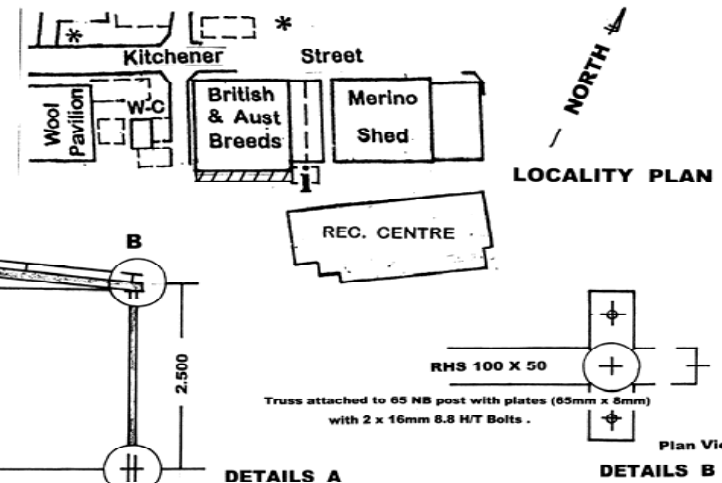 *
*
Kitchener Street
Wool
Pavilion
W-C
British
& Aust
Breeds
Merino
Shed
i
NORTH
LOCALITY PLAN
REC. CENTRE
B
2.500
RHS 100 X 50
Truss attached to 65 NB post with plates (65mm x 8mm)
with 2 x 16mm 8.8 H/T Bolts .
Plan Vie
DETAILS A
DETAILS B